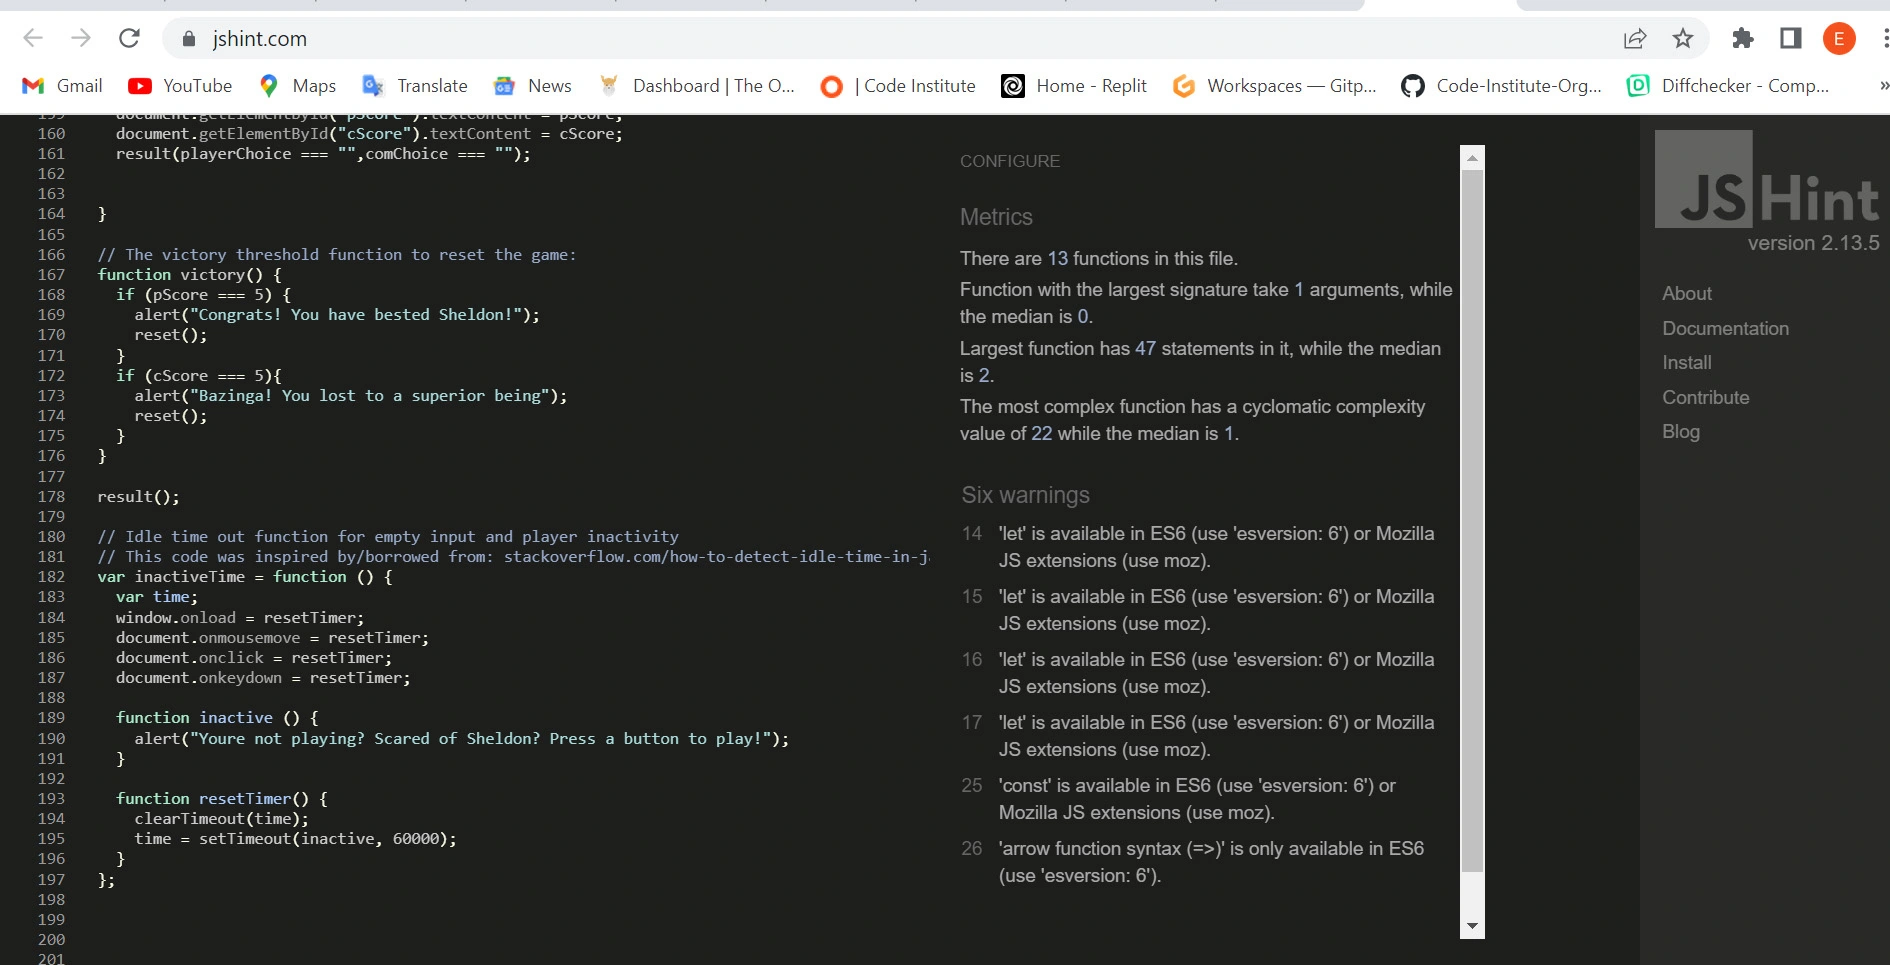 jshint.com
E
Gmail YouTube Maps Translate News Dashboard | The O... | Code Institute Home - Replit Workspaces — Gitp... Code-Institute-Org... Diffchecker - Comp... »
159 document.getElementById("pScore").textContent = pScore;
160 document.getElementById("cScore").textContent = cScore;
161 result(playerChoice === "",comChoice === "");
162
163
164 }
165
166 // The victory threshold function to reset the game:
167 function victory() {
168 if (pScore === 5) {
169 alert("Congrats! You have bested Sheldon!");
170 reset();
171 }
172 if (cScore === 5){
173 alert("Bazinga! You lost to a superior being");
174 reset();
175 }
176 }
177
178 result();
179
180 // Idle time out function for empty input and player inactivity
181 // This code was inspired by/borrowed from: stackoverflow.com/how-to-detect-idle-time-in-j
182 var inactiveTime = function () {
183 var time;
184 window.onload = resetTimer;
185 document.onmousemove = resetTimer;
186 document.onclick = resetTimer;
187 document.onkeydown = resetTimer;
188
189 function inactive () {
190 alert("Youre not playing? Scared of Sheldon? Press a button to play!");
191 }
192
193 function resetTimer() {
194 clearTimeout(time);
195 time = setTimeout(inactive, 60000);
196 }
197 };
198
199
200
201
CONFIGURE
Metrics
There are 13 functions in this file.
Function with the largest signature take 1 arguments, while
the median is 0.
Largest function has 47 statements in it, while the median
is 2.
The most complex function has a cyclomatic complexity
value of 22 while the median is 1.
Six warnings
14 'let' is available in ES6 (use 'esversion: 6') or Mozilla
JS extensions (use moz).
15 'let' is available in ES6 (use 'esversion: 6') or Mozilla
JS extensions (use moz).
16 'let' is available in ES6 (use 'esversion: 6') or Mozilla
JS extensions (use moz).
17 'let' is available in ES6 (use 'esversion: 6') or Mozilla
JS extensions (use moz).
25 'const' is available in ES6 (use 'esversion: 6') or
Mozilla JS extensions (use moz).
26 'arrow function syntax (=>)' is only available in ES6
(use 'esversion: 6').
JSHint
version 2.13.5
About
Documentation
Install
Contribute
Blog